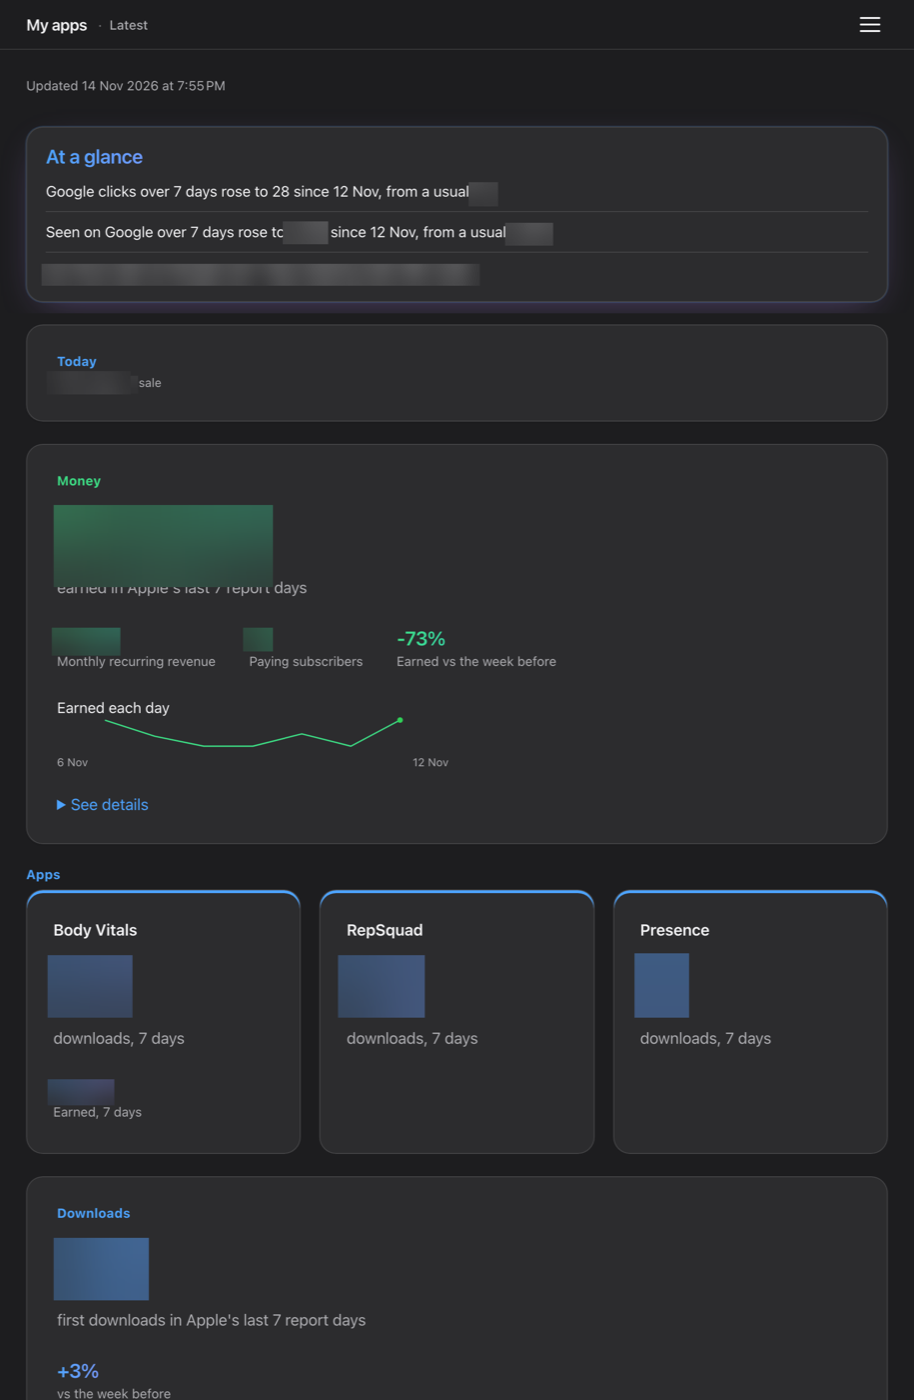 My apps · Latest
Updated 14 Nov 2026 at 7:55 PM
At a glance
Google clicks over 7 days rose to 28 since 12 Nov, from a usual
Seen on Google over 7 days rose to since 12 Nov, from a usual
Today
sale
Money
earned in Apple's last 7 report days
-73%
Monthly recurring revenue
Paying subscribers
Earned vs the week before
Earned each day
6 Nov
12 Nov
See details
Apps
Body Vitals
RepSquad
Presence
downloads, 7 days
downloads, 7 days
downloads, 7 days
Earned, 7 days
Downloads
first downloads in Apple's last 7 report days
+3%
vs the week before